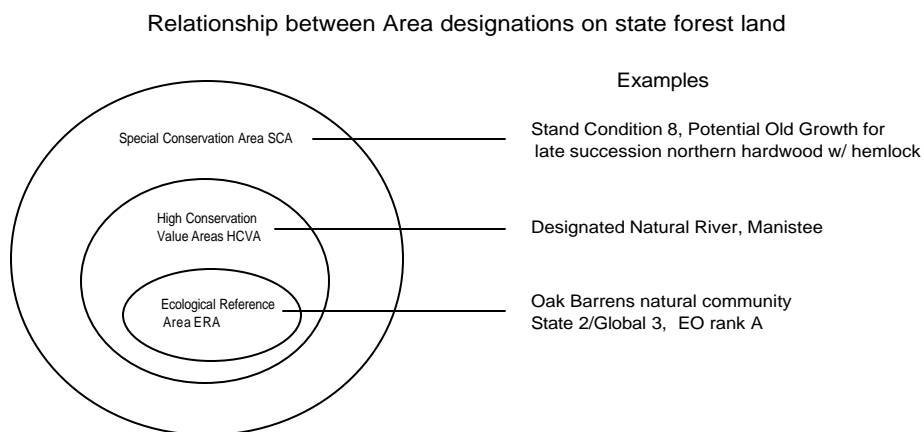 Relationship between Area designations on state forest land
Examples
Special Conservation Area SCA
Stand Condition 8, Potential Old Growth for
late succession northern hardwood w/ hemlock
High Conservation
Value Areas HCVA
Designated Natural River, Manistee
Ecological Reference
Area ERA
Oak Barrens natural community
State 2/Global 3, EO rank A